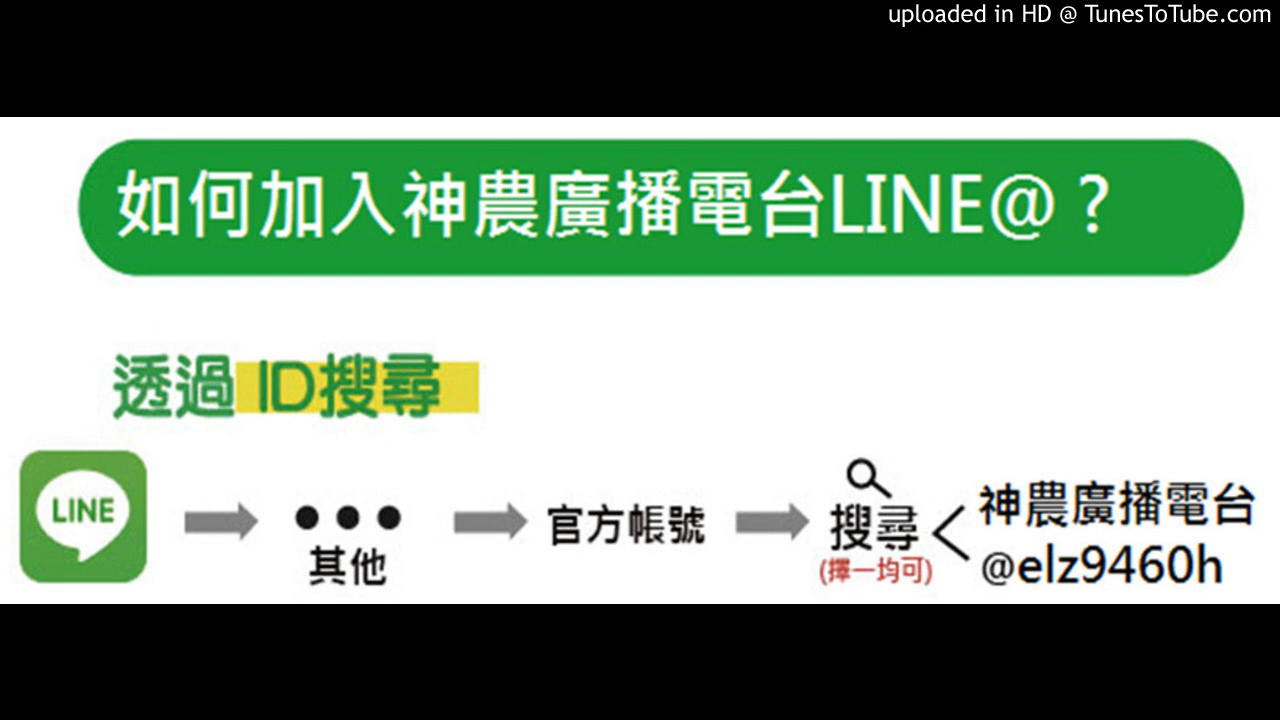 uploaded in HD @ TunesToTube.com
如何加入神農廣播電台LINE@？
透過 ID搜尋
LINE
其他
官方帳號
搜尋
(擇一均可)
神農廣播電台
@elz9460h